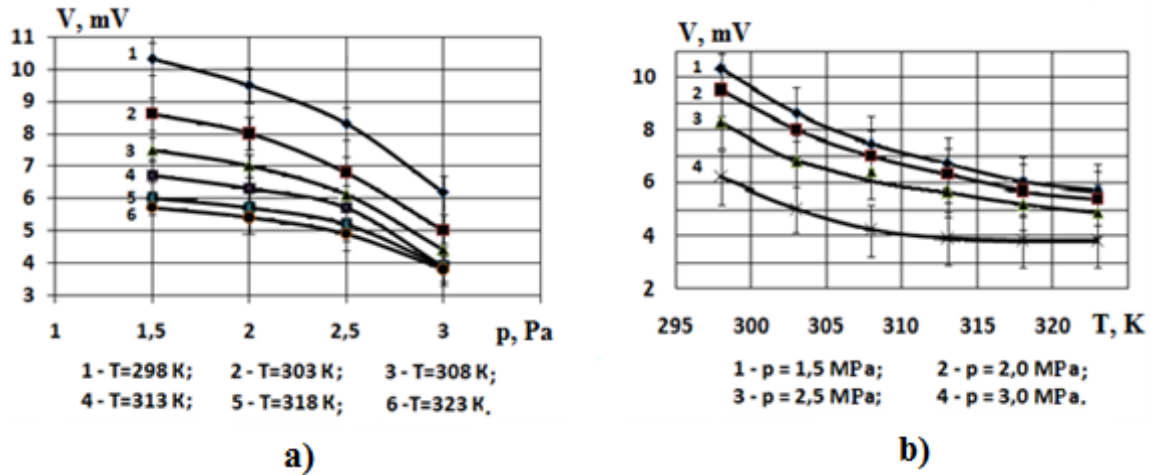 V, mV
11
10
9
8
7
6
5
4
3
1
2
3
4
5
6
1 1,5 2 2,5 3 p, Pa
1 - T=298 K; 2 - T=303 K; 3 - T=308 K;
4 - T=313 K; 5 - T=318 K; 6 -T=323 K.
a)
V, mV
10
8
6
4
2
1
2
3
4
295 300 305 310 315 320 T, K
1 - p = 1,5 MPa; 2 - p = 2,0 MPa;
3 - p = 2,5 MPa; 4 - p = 3,0 MPa.
b)